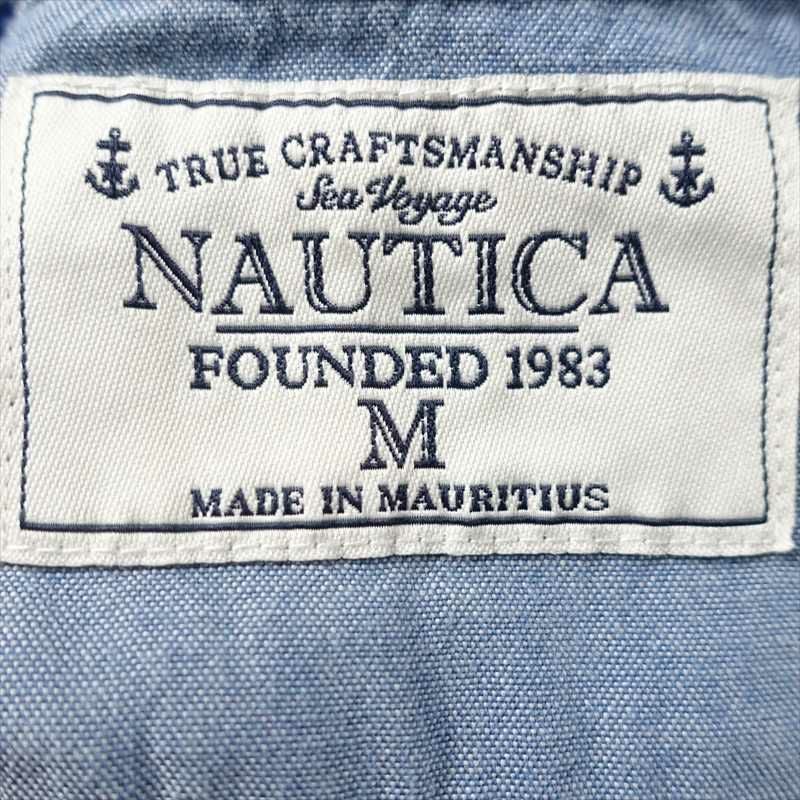 TRUE CRAFTSMANSHIP
Sea Voyage
NAUTICA
FOUNDED 1983
M
MADE IN MAURITIUS